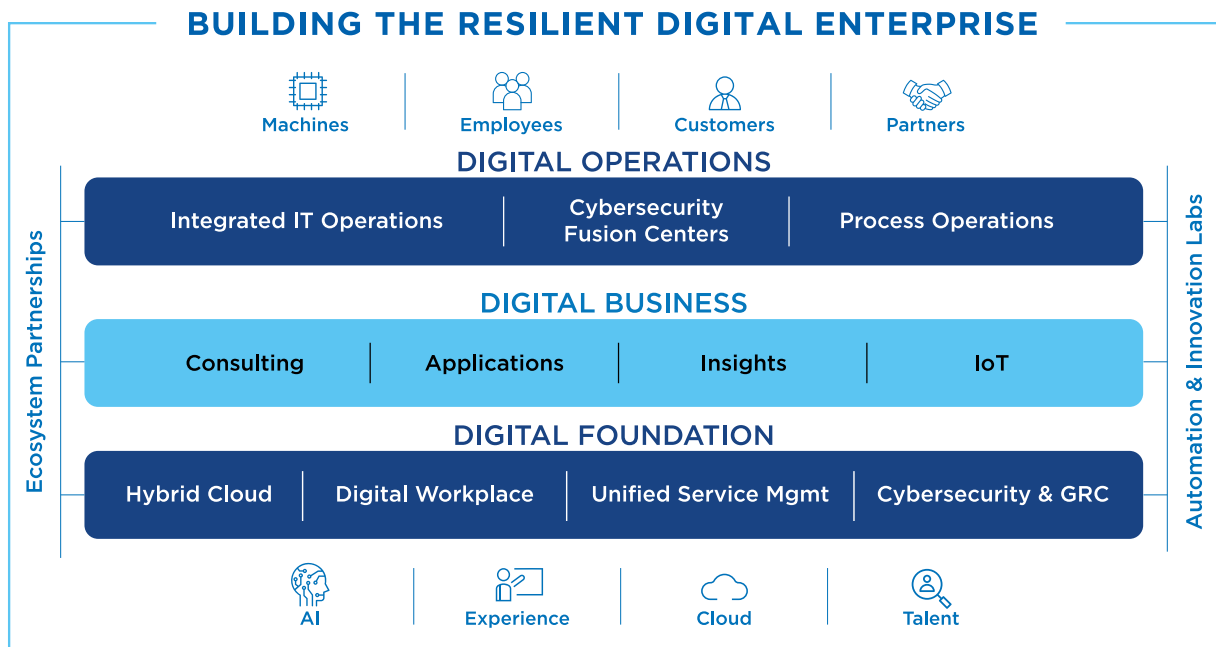 BUILDING THE RESILIENT DIGITAL ENTERPRISE
Machines
Employees
Customers
Partners
DIGITAL OPERATIONS
Integrated IT Operations
Cybersecurity
Fusion Centers
Process Operations
DIGITAL BUSINESS
Consulting
Applications
Insights
IoT
DIGITAL FOUNDATION
Hybrid Cloud
Digital Workplace
Unified Service Mgmt
Cybersecurity & GRC
Ecosystem Partnerships
Automation & Innovation Labs
AI
Experience
Cloud
Talent